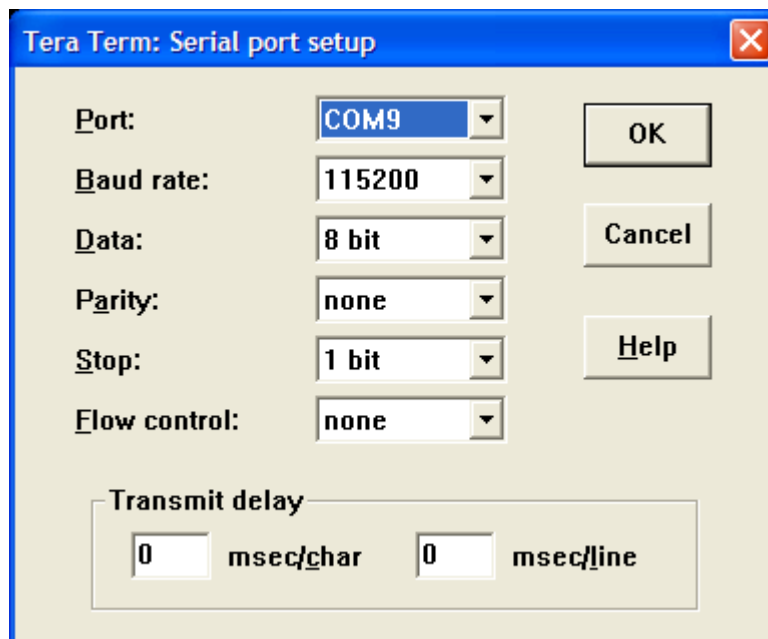 Tera Term: Serial port setup
Port: COM9 OK
Baud rate: 115200
Data: 8 bit Cancel
Parity: none
Stop: 1 bit Help
Flow control: none
Transmit delay
0 msec/char 0 msec/line